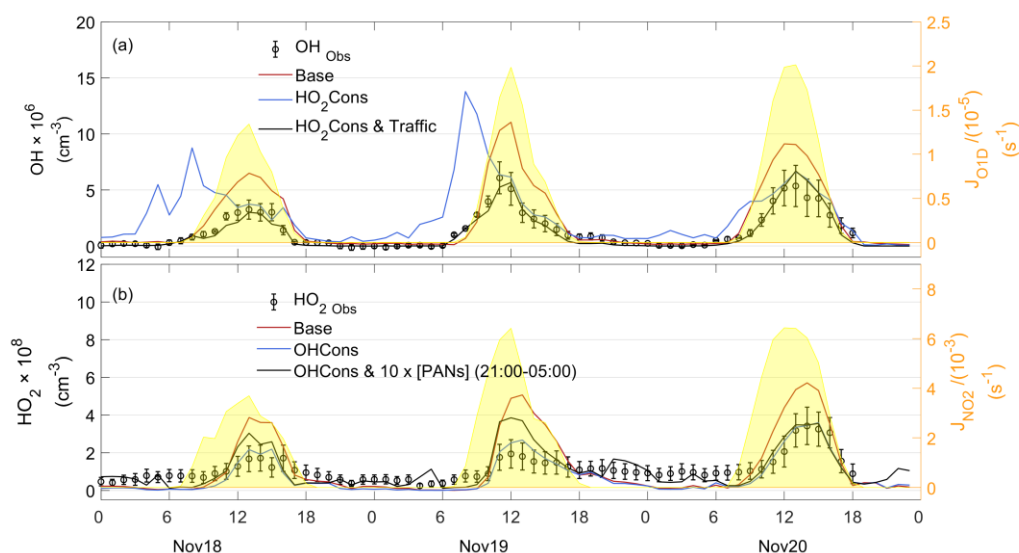 (a)
OH Obs
Base
HO2Cons
HO2Cons & Traffic
OH × 10^6
(cm^-3)
20
15
10
5
0
2.5
2
1.5
1
0.5
0
J_O1D /(10^-5)
(s^-1)
(b)
HO2 Obs
Base
OHCons
OHCons & 10 x [PANs] (21:00-05:00)
HO2 × 10^8
(cm^-3)
12
10
8
6
4
2
0
8
6
4
2
0
J_NO2 /(10^-3)
(s^-1)
0 6 12 18 0 6 12 18 0 6 12 18 0
Nov18 Nov19 Nov20